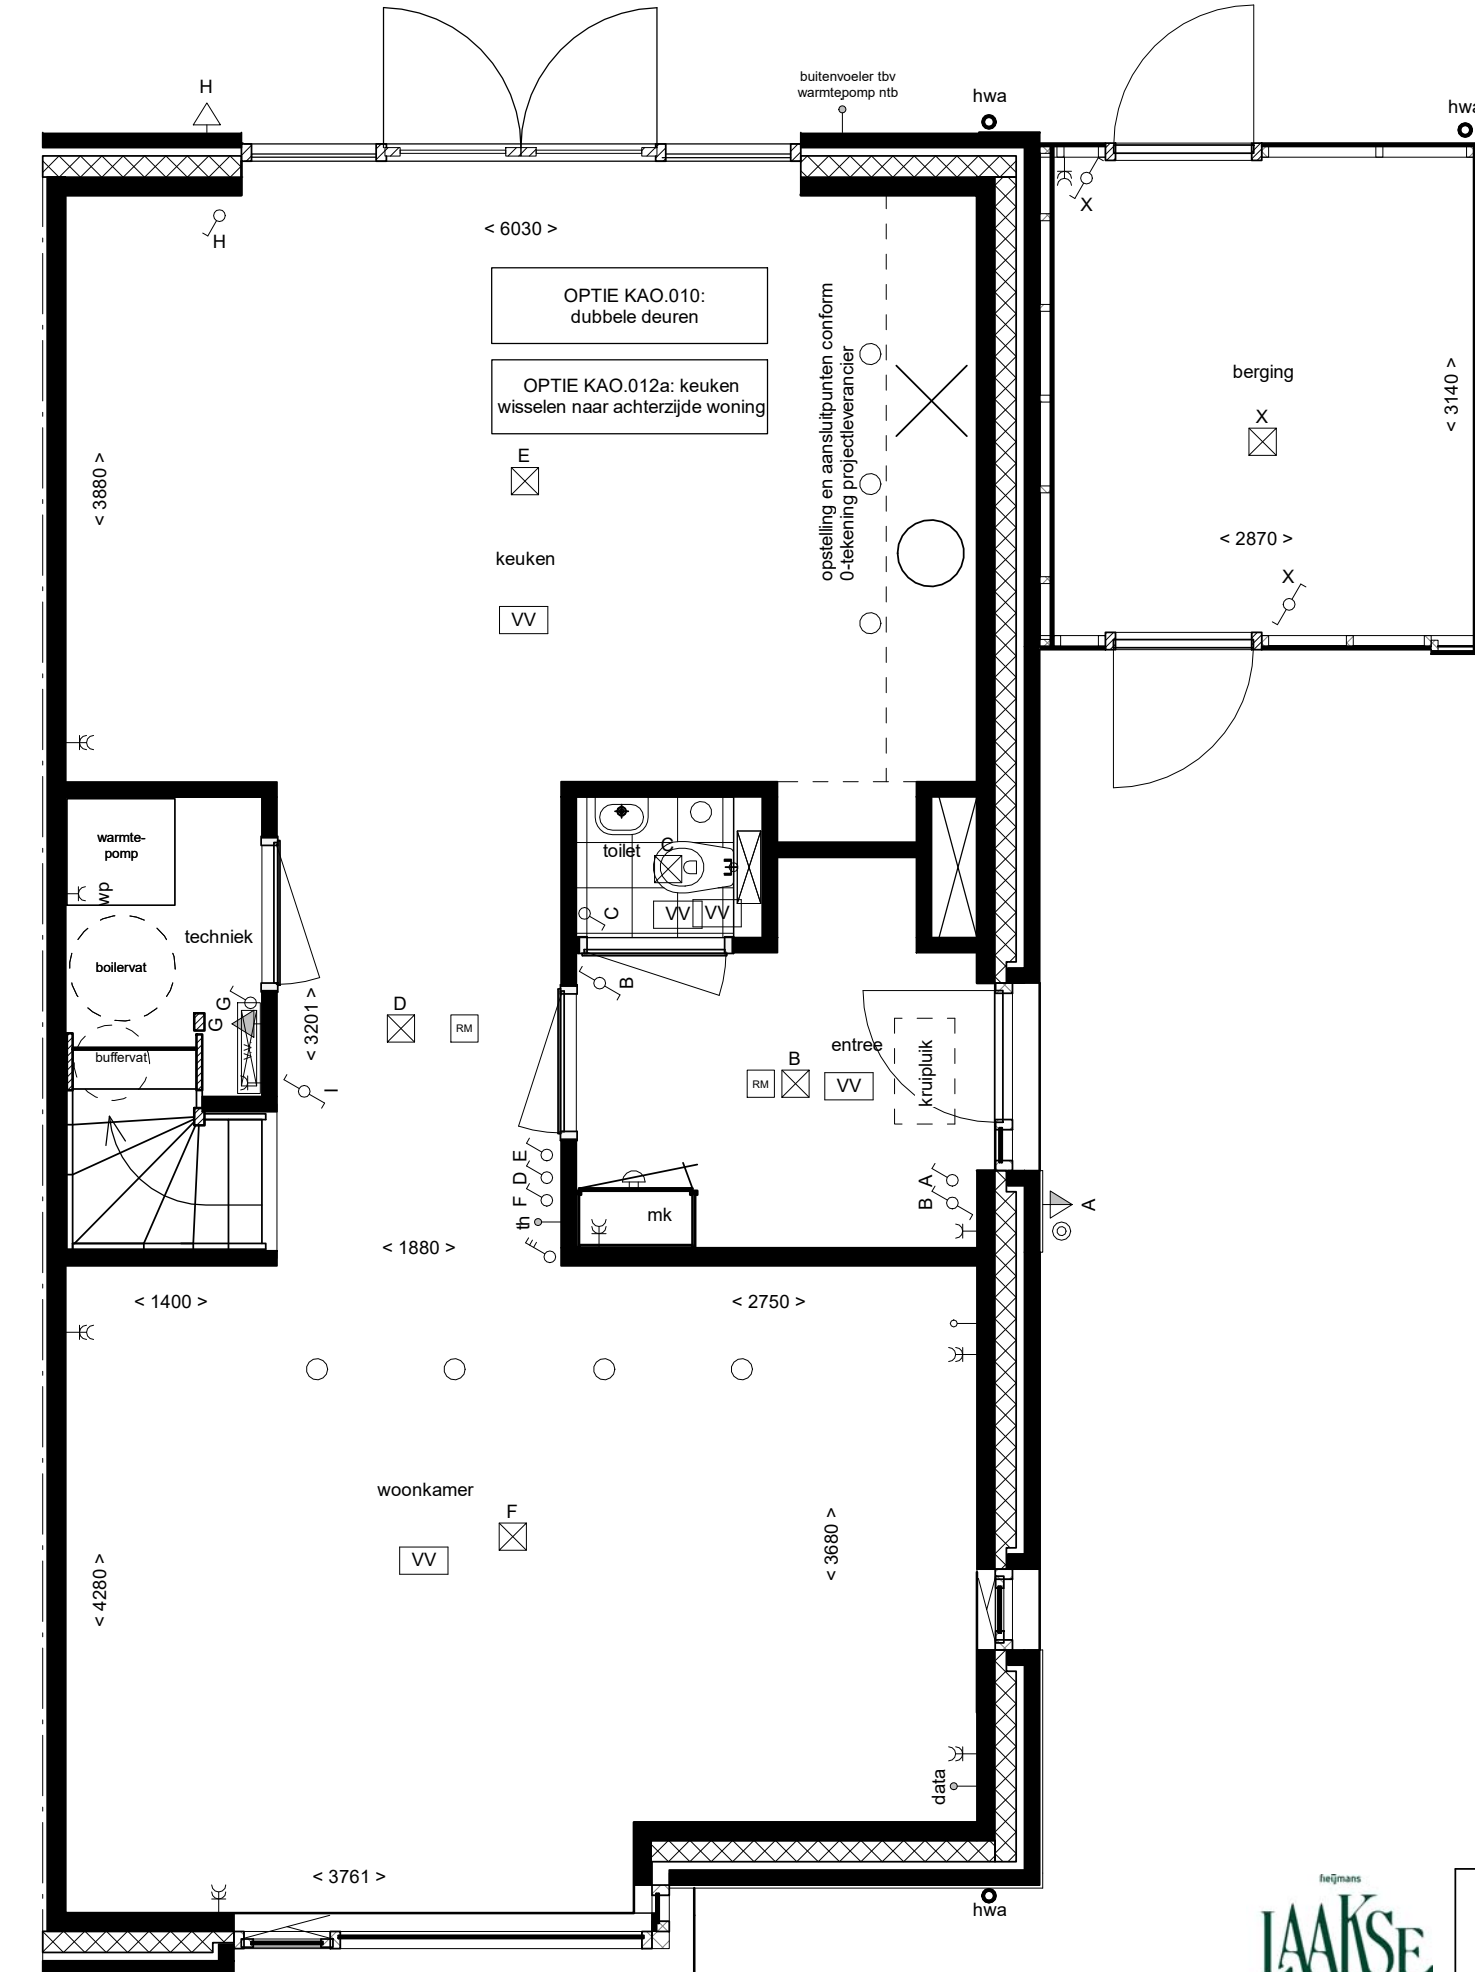 buitenvoeler tbv
warmtepomp ntb
H
hwa
hwa
H
X
< 6030 >
OPTIE KAO.010:
dubbele deuren
OPTIE KAO.012a: keuken
wisselen naar achterzijde woning
opstelling en aansluitpunten conform
0-tekening projectleverancier
berging
< 3140 >
X
E
< 3880 >
< 2870 >
keuken
X
VV
warmte-
pomp
wp
toilet
C
C
VV
VV
techniek
boilervat
B
G
G
VV
< 3201 >
D
RM
buffervat
I
entree
B
RM
VV
kruipluik
E
D
F
th
A
B
A
mk
< 1880 >
< 1400 >
< 2750 >
woonkamer
F
VV
< 3680 >
< 4280 >
data
< 3761 >
hwa
heijmans
LAAKSE